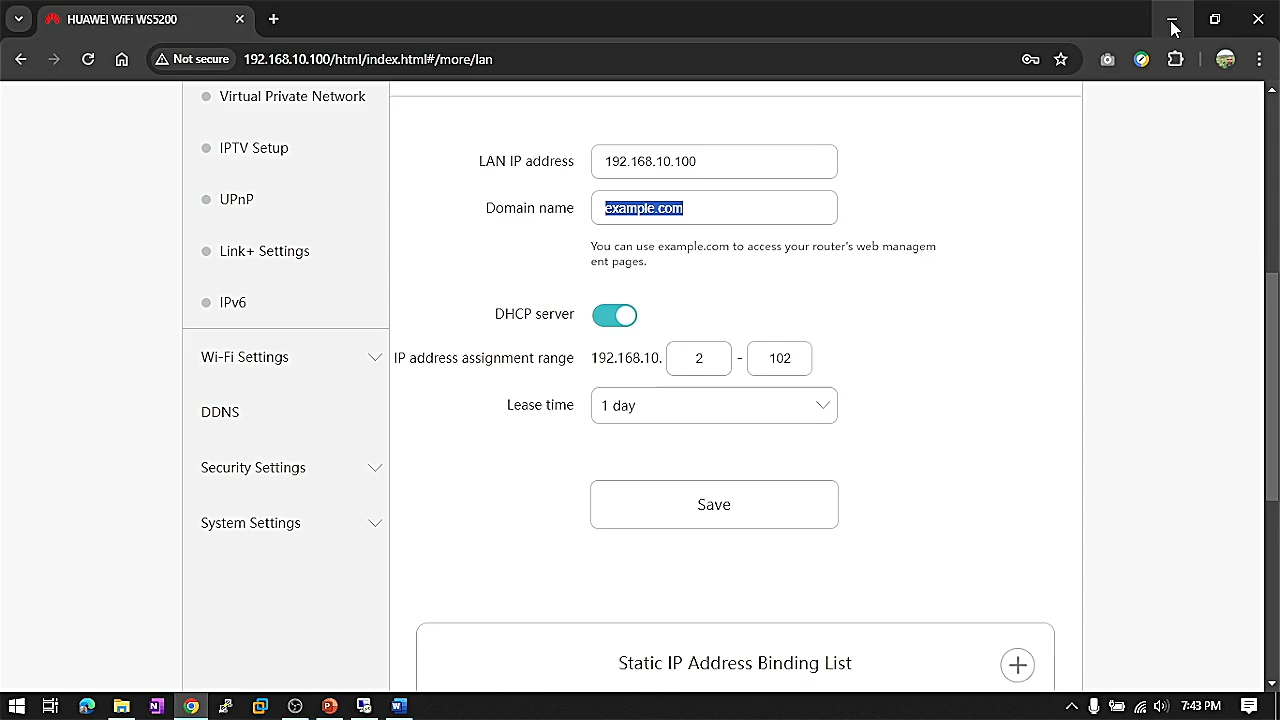 HUAWEI WiFi WS5200
Not secure
192.168.10.100/html/index.html#/more/lan
Virtual Private Network
IPTV Setup
UPnP
Link+ Settings
IPv6
Wi-Fi Settings
DDNS
Security Settings
System Settings
LAN IP address
192.168.10.100
Domain name
example.com
You can use example.com to access your router's web managem
ent pages.
DHCP server
IP address assignment range
192.168.10. 2 - 102
Lease time
1 day
Save
Static IP Address Binding List
7:43 PM